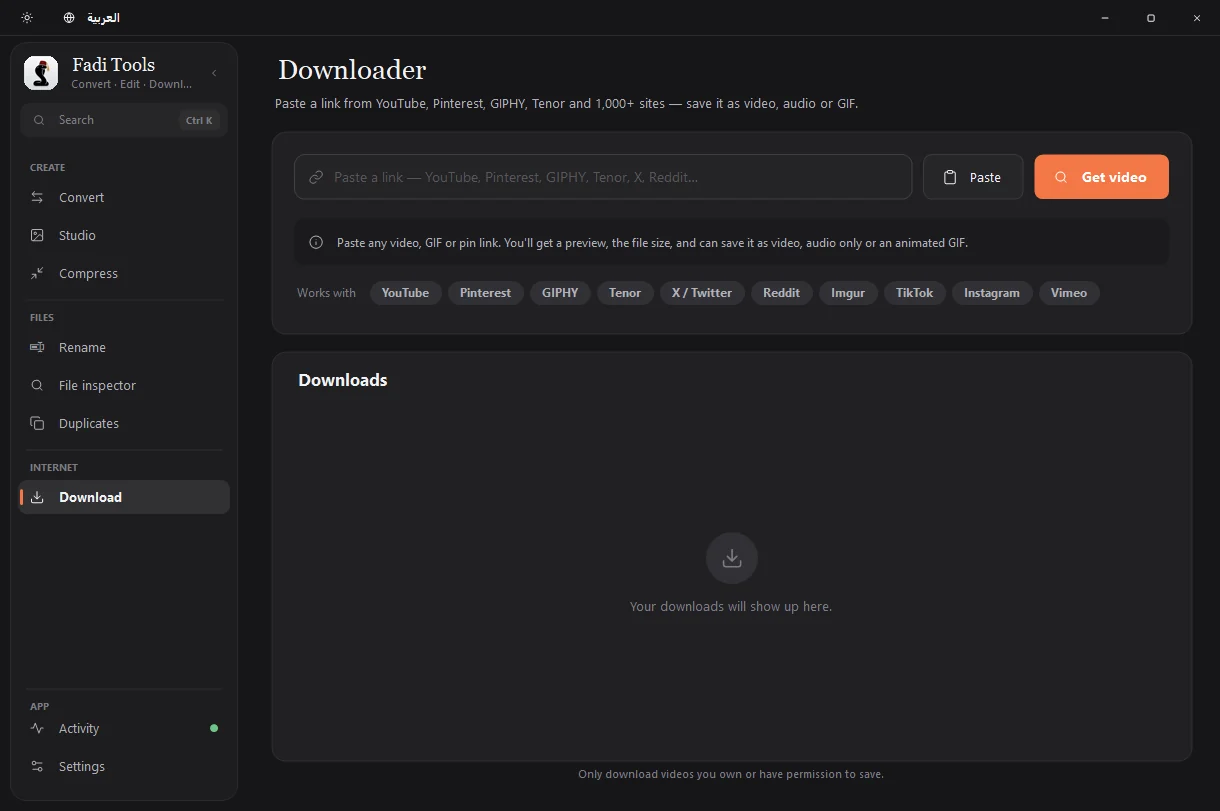 العربية
Fadi Tools
Convert · Edit · Downl...
Search
Ctrl K
CREATE
Convert
Studio
Compress
FILES
Rename
File inspector
Duplicates
INTERNET
Download
APP
Activity
Settings
Downloader
Paste a link from YouTube, Pinterest, GIPHY, Tenor and 1,000+ sites — save it as video, audio or GIF.
Paste a link — YouTube, Pinterest, GIPHY, Tenor, X, Reddit...
Paste
Get video
Paste any video, GIF or pin link. You'll get a preview, the file size, and can save it as video, audio only or an animated GIF.
Works with YouTube Pinterest GIPHY Tenor X / Twitter Reddit Imgur TikTok Instagram Vimeo
Downloads
Your downloads will show up here.
Only download videos you own or have permission to save.